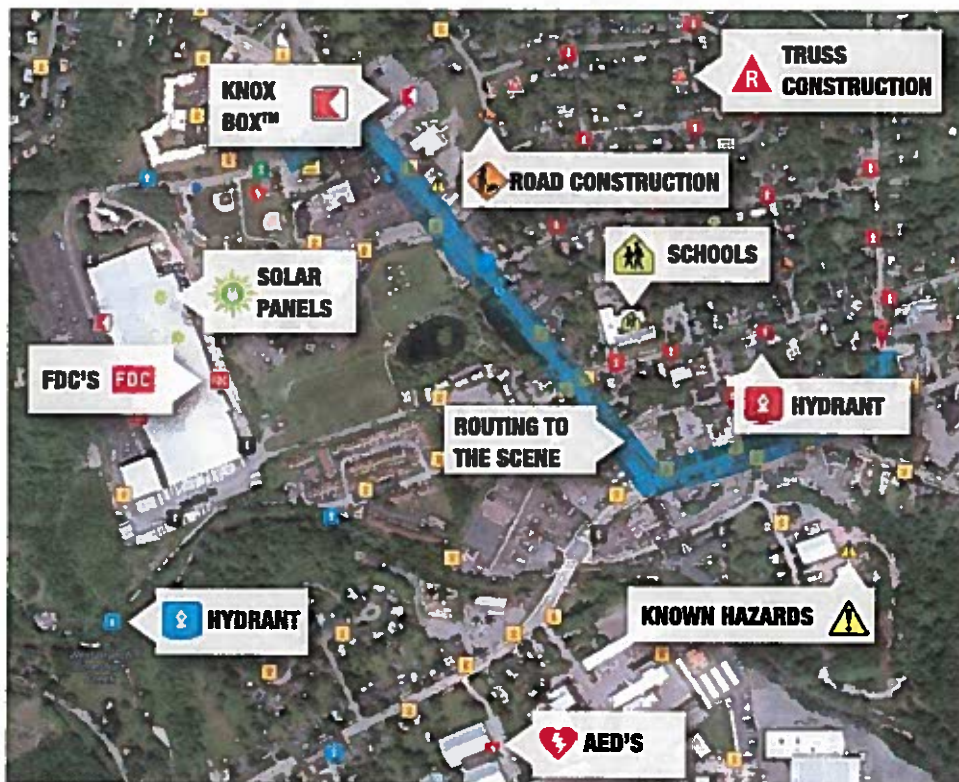 KNOX
BOX™
TRUSS
CONSTRUCTION
R
ROAD CONSTRUCTION
SCHOOLS
SOLAR
PANELS
FDC'S FDC
FDC
HYDRANT
ROUTING TO
THE SCENE
HYDRANT
KNOWN HAZARDS
AED'S